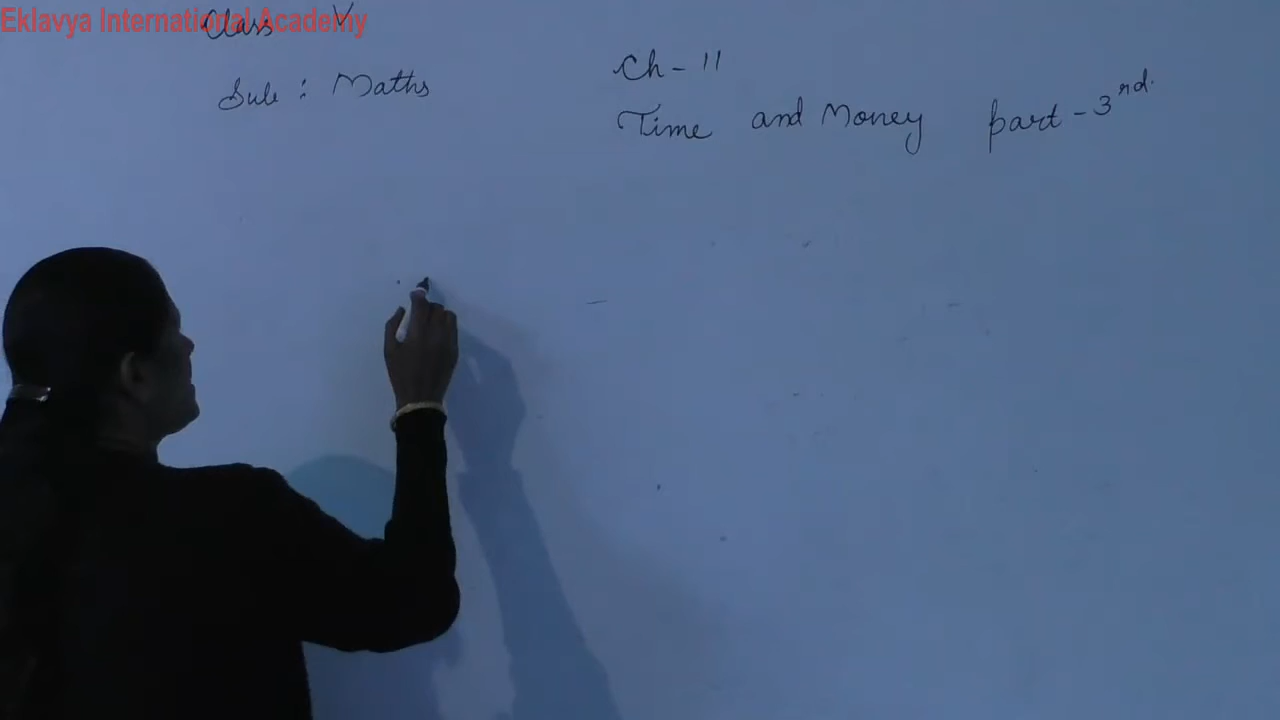 Eklavya International Academy
Class V
Sub : Maths
Ch - 11
Time and Money part - 3rd.